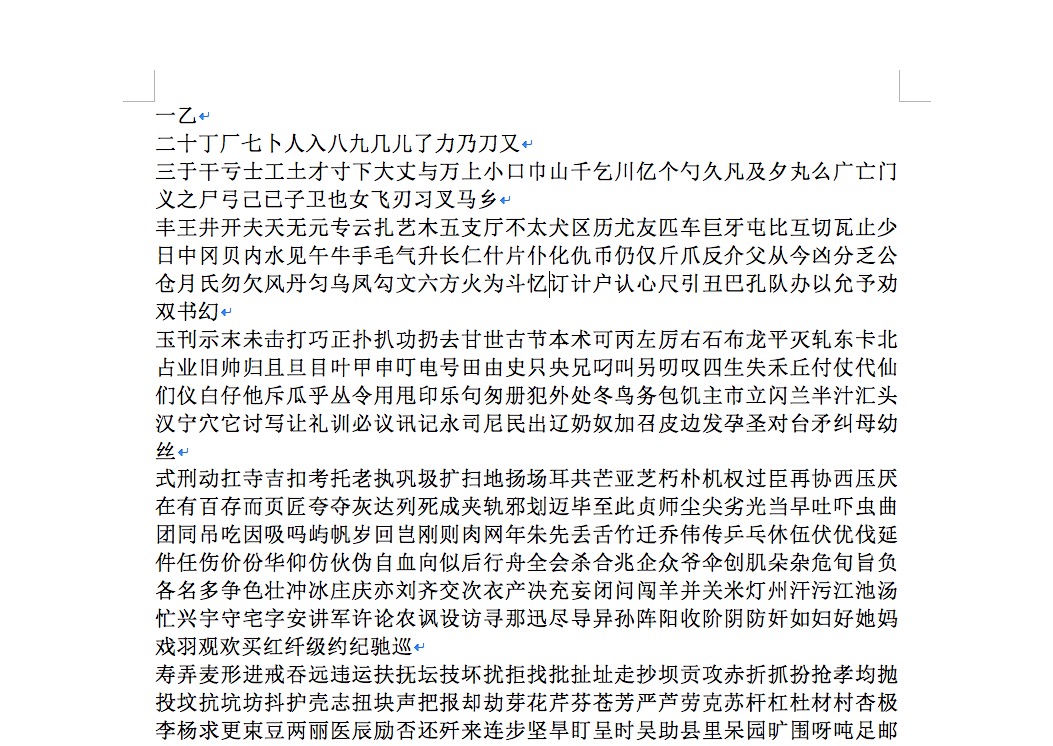 一乙
二十丁厂七卜人入八九几儿了力乃刀又
三于干亏士工土才寸下大丈与万上小口巾山千乞川亿个勺久凡及夕丸么广亡门
义之尸弓己已子卫也女飞刃习叉马乡
丰王井开夫天无元专云扎艺木五支厅不太犬区历尤友匹车巨牙屯比互切瓦止少
日中冈贝内水见午牛手毛气升长仁什片仆化仇币仍仅斤爪反介父从今凶分乏公
仓月氏勿欠风丹匀乌凤勾文六方火为斗忆订计户认心尺引丑巴孔队办以允予劝
双书幻
玉刊示末未击打巧正扑扒功扔去甘世古节本术可丙左厉右石布龙平灭轧东卡北
占业旧帅归且旦目叶甲申叮电号田由史只央兄叼叫另叨叹四生失禾丘付仗代仙
们仪白仔他斥瓜乎丛令用甩印乐句匆册犯外处冬鸟务包饥主市立闪兰半汁汇头
汉宁穴它讨写让礼训必议讯记永司尼民出辽奶奴加召皮边发孕圣对台矛纠母幼
丝
式刑动扛寺吉扣考托老执巩圾扩扫地扬场耳共芒亚芝朽朴机权过臣再协西压厌
在有百存而页匠夸夺灰达列死成夹轨邪划迈毕至此贞师尘尖劣光当早吐吓虫曲
团同吊吃因吸吗屿帆岁回岂刚则肉网年朱先丢舌竹迁乔伟传乒乓休伍伏优伐延
件任伤价份华仰仿伙伪自血向似后行舟全会杀合兆企众爷伞创肌朵杂危旬旨负
各名多争色壮冲冰庄庆亦刘齐交次衣产决充妄闭问闯羊并关米灯州汗污江池汤
忙兴宇守宅字安讲军许论农讽设访寻那迅尽导异孙阵阳收阶阴防奸如妇好她妈
戏羽观欢买红纤级约纪驰巡
寿弄麦形进戒吞远违运扶抚坛技坏扰拒找批扯址走抄坝贡攻赤折抓扮抢孝均抛
投坟抗坑坊抖护壳志扭块声把报却劫芽花芹芬苍芳严芦劳克苏杆杠杜材村杏极
李杨求更束豆两丽医辰励否还歼来连步坚旱盯呈时吴助县里呆园旷围呀吨足邮